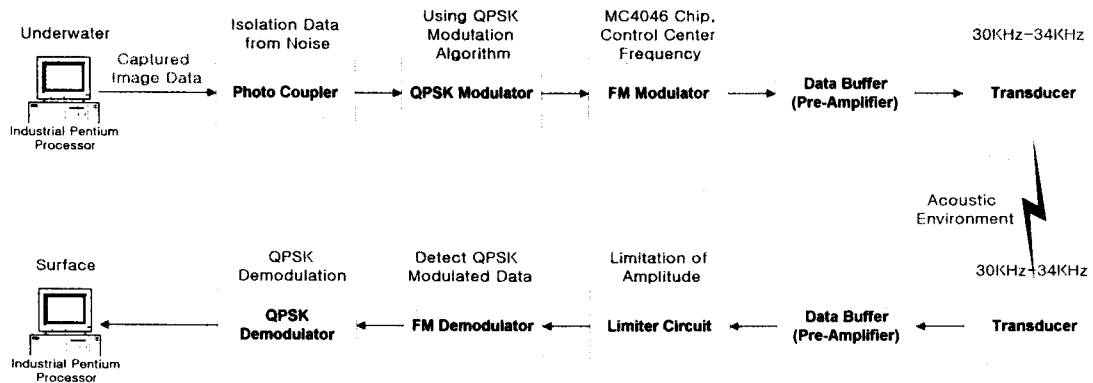 Underwater
Captured
Image Data
Industrial Pentium
Processor
Isolation Data
from Noise
Photo Coupler
Using QPSK
Modutation
Algorithm
QPSK Modulator
MC4046 Chip,
Control Center
Frequency
FM Modulator
Data Buffer
(Pre-Amplifier)
30KHz-34KHz
Transducer
Acoustic
Environment
Surface
Industrial Pentium
Processor
QPSK
Demodulation
QPSK
Demodulator
Detect QPSK
Modulated Data
FM Demodulator
Limitation of
Amplitude
Limiter Circuit
Data Buffer
(Pre-Amplifier)
30KHz-34KHz
Transducer